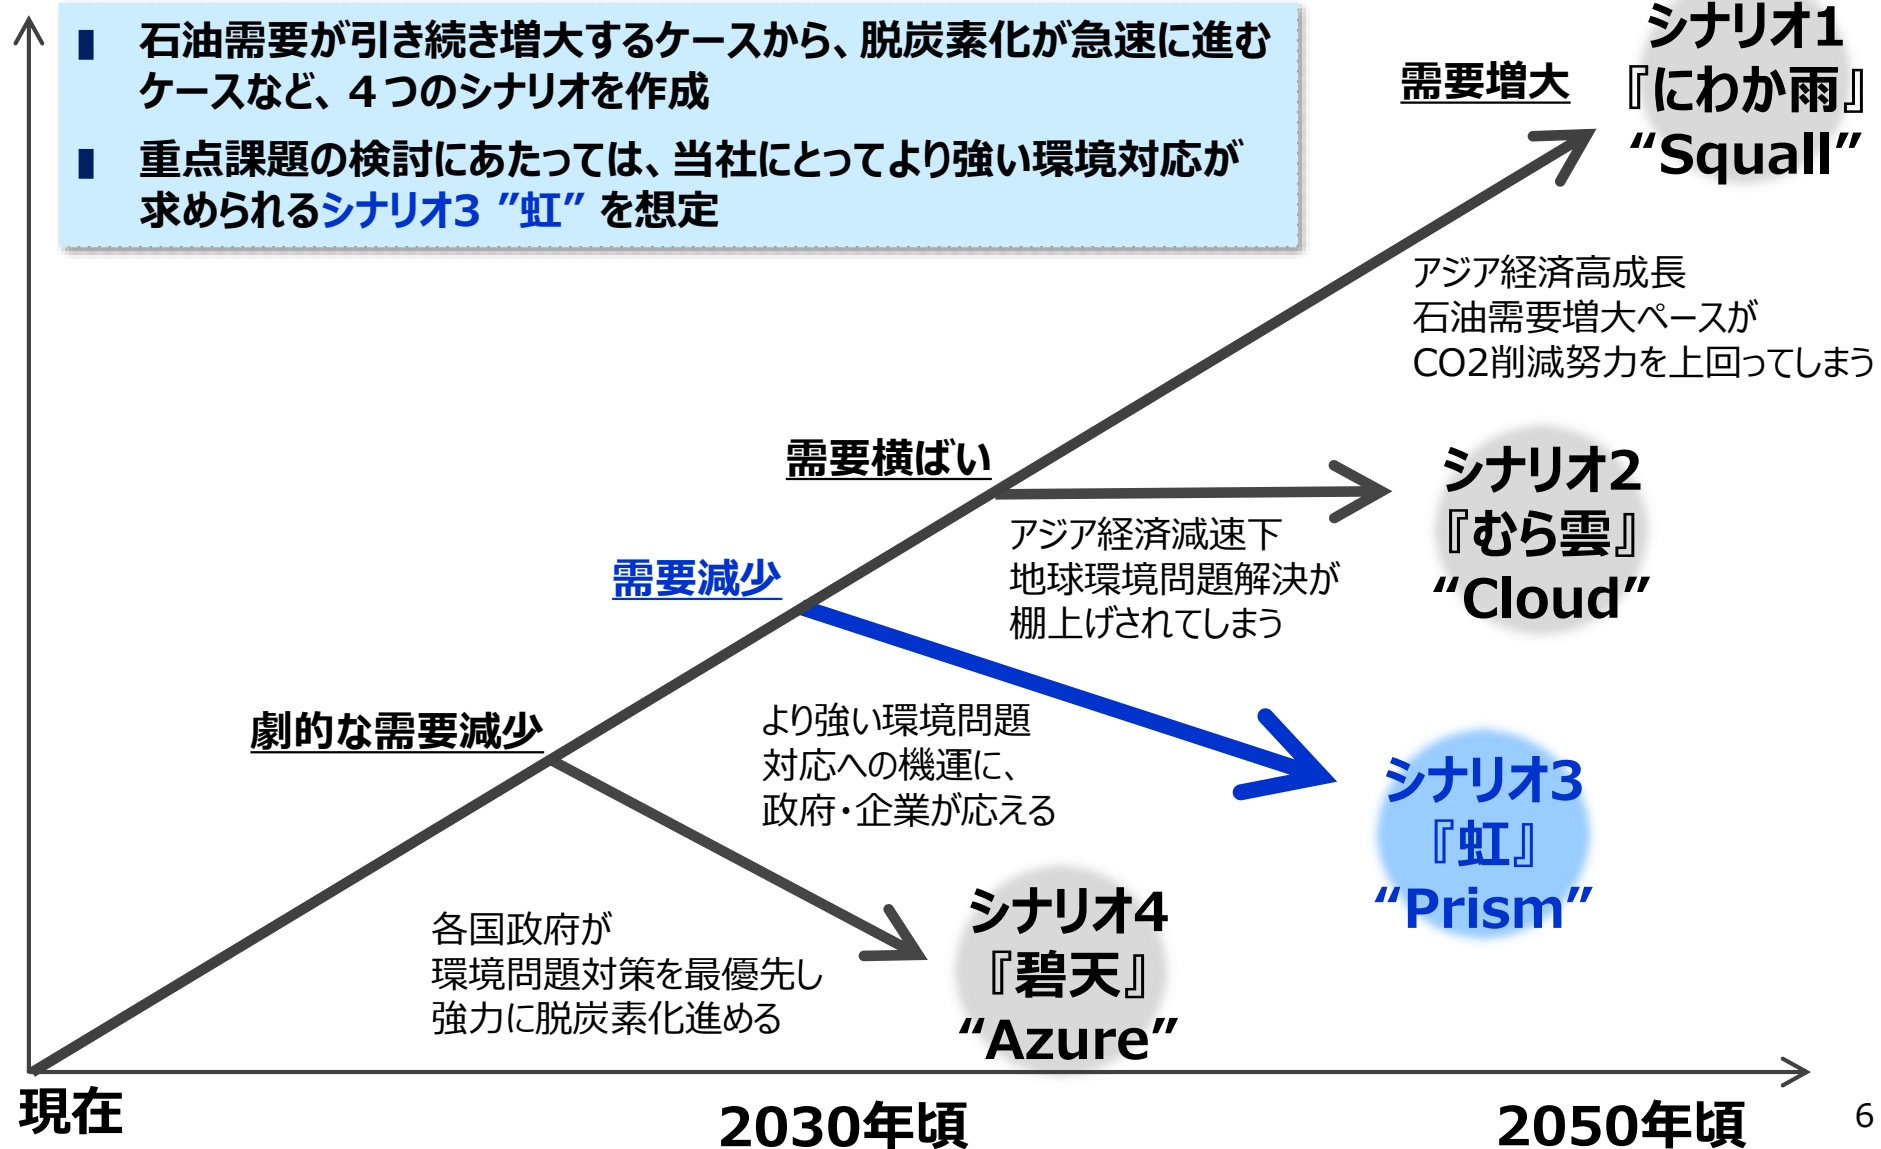 石油需要が引き続き増大するケースから、脱炭素化が急速に進む
ケースなど、４つのシナリオを作成
重点課題の検討にあたっては、当社にとってより強い環境対応が
求められるシナリオ3 ”虹” を想定
需要増大
シナリオ1
『にわか雨』
“Squall”
アジア経済高成長
石油需要増大ペースが
CO2削減努力を上回ってしまう
需要横ばい
シナリオ2
『むら雲』
“Cloud”
アジア経済減速下
地球環境問題解決が
棚上げされてしまう
需要減少
より強い環境問題
対応への機運に、
政府・企業が応える
シナリオ3
『虹』
“Prism”
劇的な需要減少
各国政府が
環境問題対策を最優先し
強力に脱炭素化進める
シナリオ4
『碧天』
“Azure”
現在
2030年頃
2050年頃
6